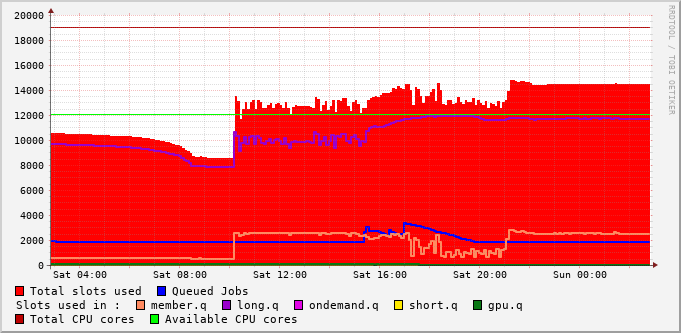 20000
18000
16000
14000
12000
10000
8000
6000
4000
2000
0
Sat 04:00 Sat 08:00 Sat 12:00 Sat 16:00 Sat 20:00 Sun 00:00
RRDTOOL / TOBI OETIKER
Total slots used Queued Jobs
Slots used in : member.q long.q ondemand.q short.q gpu.q
Total CPU cores Available CPU cores